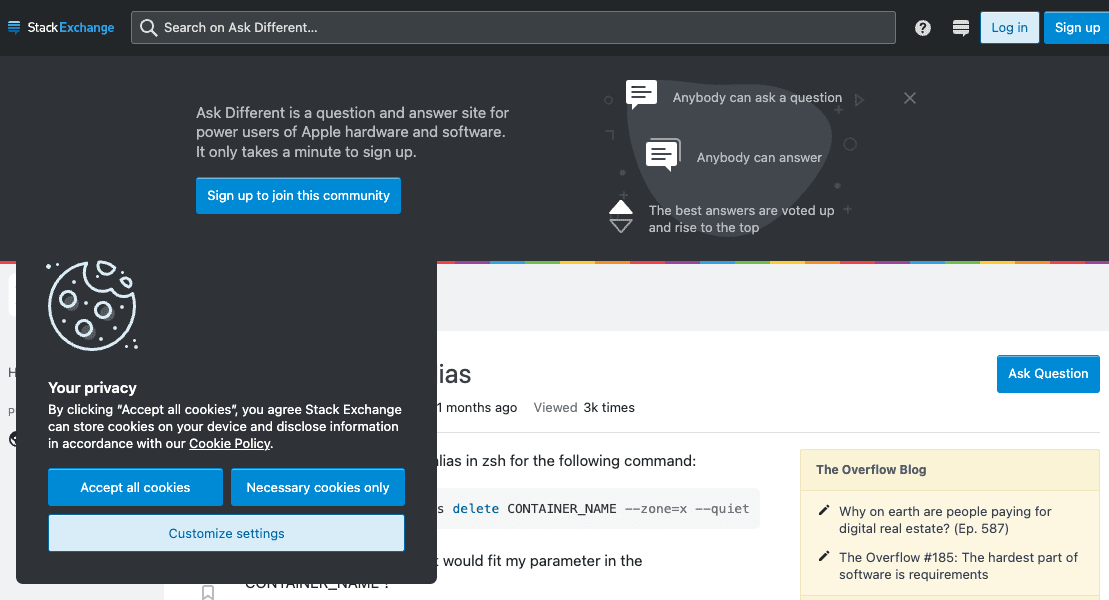 StackExchange
Search on Ask Different...
Log in
Sign up
Ask Different is a question and answer site for
power users of Apple hardware and software.
It only takes a minute to sign up.
Sign up to join this community
Anybody can ask a question
Anybody can answer
The best answers are voted up
and rise to the top
Your privacy
By clicking "Accept all cookies", you agree Stack Exchange
can store cookies on your device and disclose information
in accordance with our Cookie Policy.
Accept all cookies
Necessary cookies only
Customize settings
ias
Ask Question
1 months ago
Viewed 3k times
lias in zsh for the following command:
s delete CONTAINER_NAME --zone=x --quiet
t would fit my parameter in the
CONTAINER_NAME ?
The Overflow Blog
Why on earth are people paying for
digital real estate? (Ep. 587)
The Overflow #185: The hardest part of
software is requirements